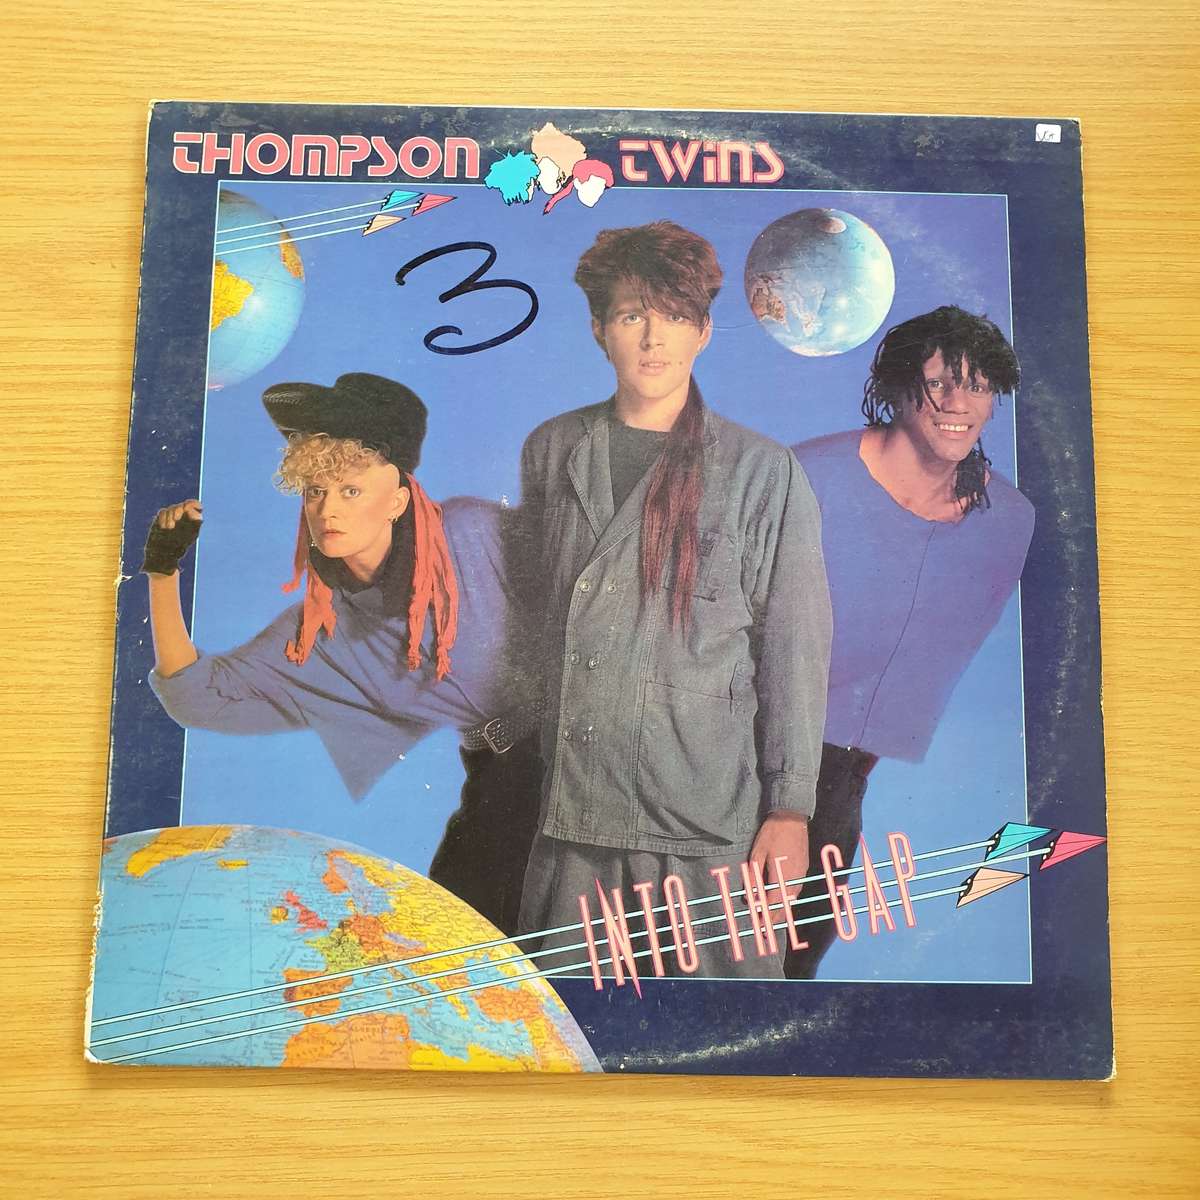 THOMPSON TWINS
3
INTO THE GAP